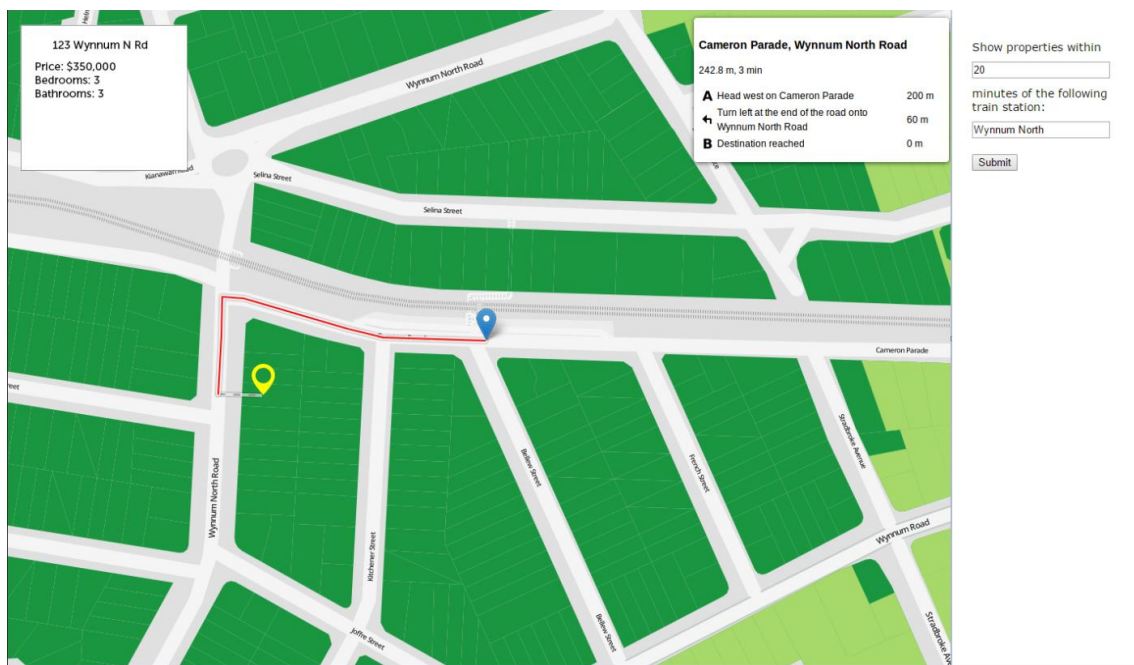 123 Wynnum N Rd
Price: $350,000
Bedrooms: 3
Bathrooms: 3
Cameron Parade, Wynnum North Road
242.8 m, 3 min
A Head west on Cameron Parade 200 m
Turn left at the end of the road onto
Wynnum North Road 60 m
B Destination reached 0 m
Show properties within
20
minutes of the following
train station:
Wynnum North
Submit
Wynnum North Road
Selina Street
Selina Street
Cameron Parade
Wynnum North Road
Kitchener Street
Bellew Street
Bellew Street
French Street
Stradbroke Avenue
Wynnum Road
Joffre Street